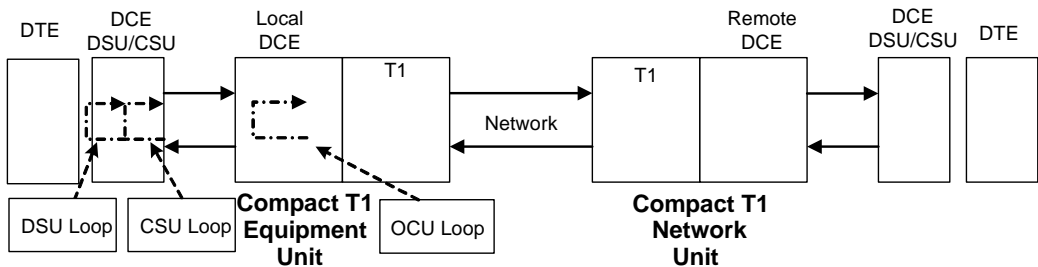 DTE
DCE
DSU/CSU
Local
DCE
T1
Network
T1
Remote
DCE
DCE
DSU/CSU
DTE
DSU Loop
CSU Loop
Compact T1
Equipment
Unit
OCU Loop
Compact T1
Network
Unit